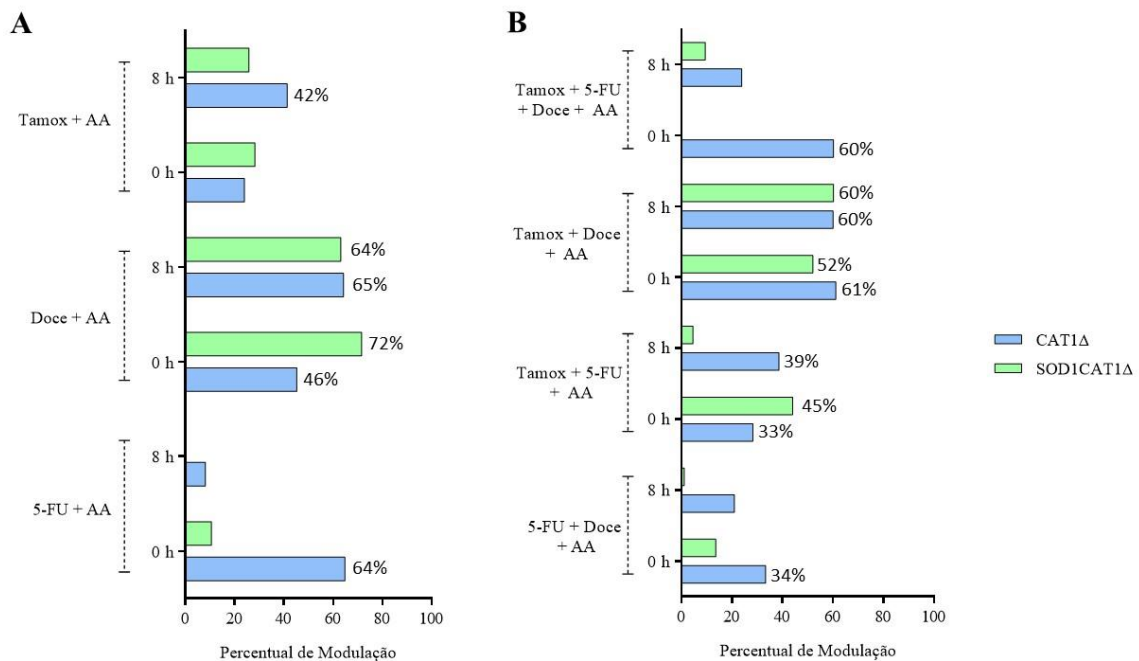 A
Tamox + AA
8 h
42%
0 h
Doce + AA
8 h
64%
65%
0 h
72%
46%
5-FU + AA
8 h
0 h
64%
0 20 40 60 80 100
Percentual de Modulação
B
Tamox + 5-FU
+ Doce + AA
8 h
0 h
60%
Tamox + Doce
+ AA
8 h
60%
60%
0 h
52%
61%
Tamox + 5-FU
+ AA
8 h
39%
0 h
45%
33%
5-FU + Doce
+ AA
8 h
0 h
34%
0 20 40 60 80 100
Percentual de Modulação
CAT1Δ
SOD1CAT1Δ